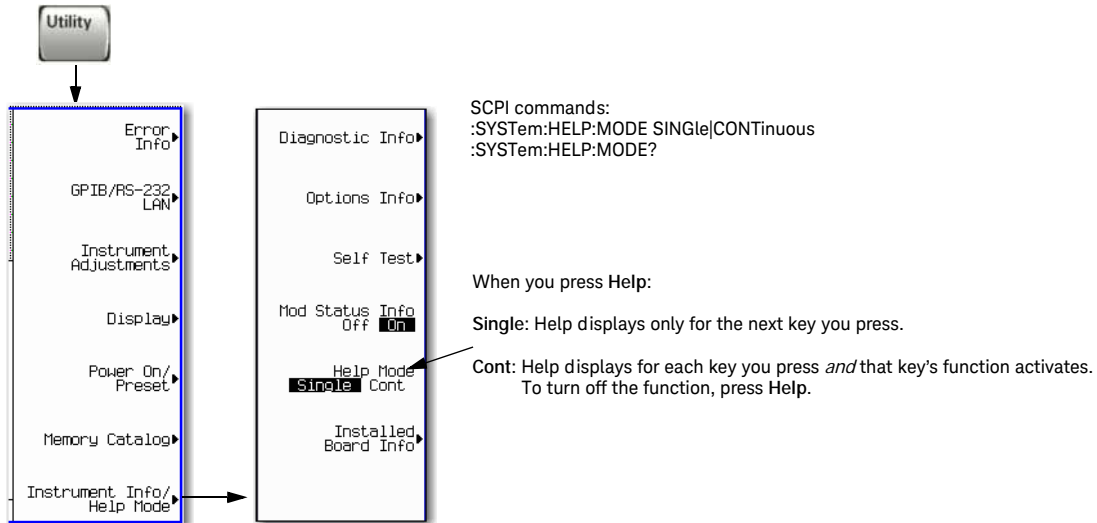 Utility
Error
Info
GPIB/RS-232
LAN
Instrument
Adjustments
Display
Power On/
Preset
Memory Catalog
Instrument Info/
Help Mode
Diagnostic Info
Options Info
Self Test
Mod Status Info
Off On
Help Mode
Single Cont
Installed
Board Info
SCPI commands:
:SYSTem:HELP:MODE SINGle|CONTinuous
:SYSTem:HELP:MODE?
When you press Help:
Single: Help displays only for the next key you press.
Cont: Help displays for each key you press and that key's function activates.
To turn off the function, press Help.